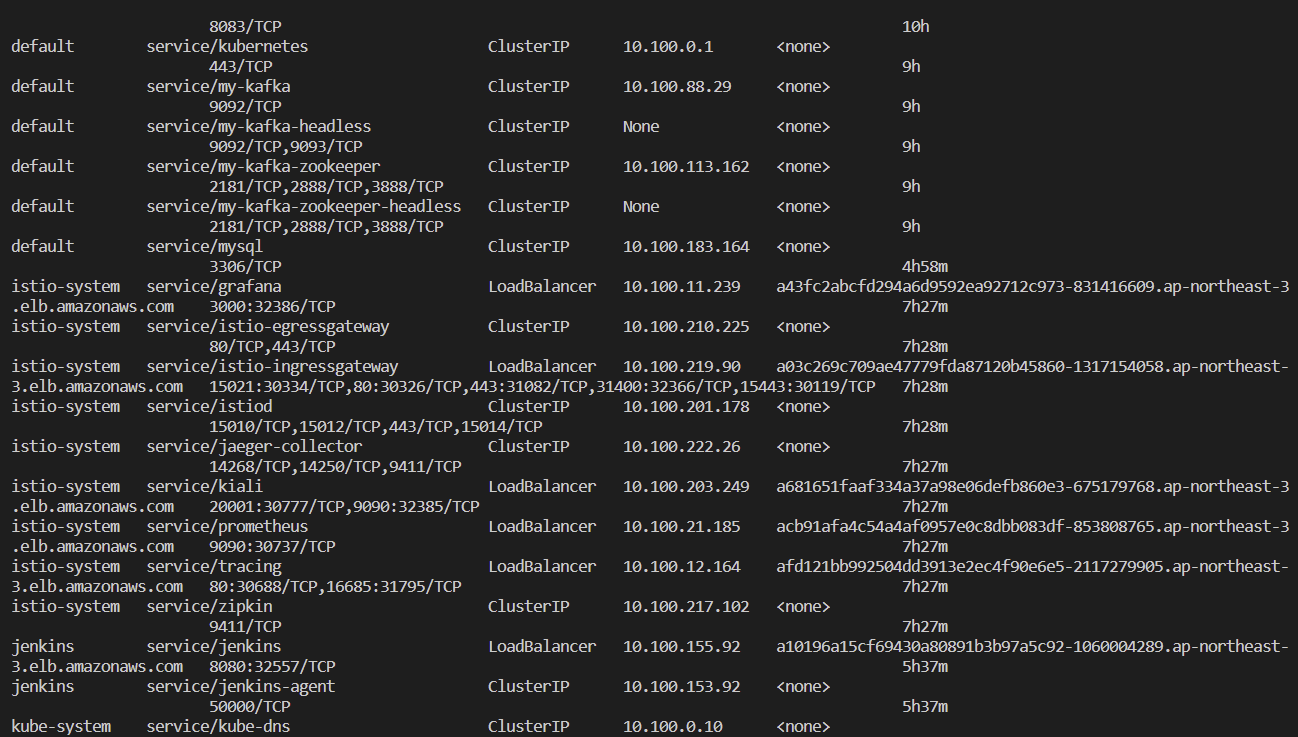 8083/TCP 10h
default service/kubernetes ClusterIP 10.100.0.1 <none>
443/TCP 9h
default service/my-kafka ClusterIP 10.100.88.29 <none>
9092/TCP 9h
default service/my-kafka-headless ClusterIP None <none>
9092/TCP,9093/TCP 9h
default service/my-kafka-zookeeper ClusterIP 10.100.113.162 <none>
2181/TCP,2888/TCP,3888/TCP 9h
default service/my-kafka-zookeeper-headless ClusterIP None <none>
2181/TCP,2888/TCP,3888/TCP 9h
default service/mysql ClusterIP 10.100.183.164 <none>
3306/TCP 4h58m
istio-system service/grafana LoadBalancer 10.100.11.239 a43fc2abcfd294a6d9592ea92712c973-831416609.ap-northeast-3
.elb.amazonaws.com 3000:32386/TCP 7h27m
istio-system service/istio-egressgateway ClusterIP 10.100.210.225 <none>
80/TCP,443/TCP 7h28m
istio-system service/istio-ingressgateway LoadBalancer 10.100.219.90 a03c269c709ae47779fda87120b45860-1317154058.ap-northeast-
3.elb.amazonaws.com 15021:30334/TCP,80:30326/TCP,443:31082/TCP,31400:32366/TCP,15443:30119/TCP 7h28m
istio-system service/istiod ClusterIP 10.100.201.178 <none>
15010/TCP,15012/TCP,443/TCP,15014/TCP 7h28m
istio-system service/jaeger-collector ClusterIP 10.100.222.26 <none>
14268/TCP,14250/TCP,9411/TCP 7h27m
istio-system service/kiali LoadBalancer 10.100.203.249 a681651faaf334a37a98e06defb860e3-675179768.ap-northeast-3
.elb.amazonaws.com 20001:30777/TCP,9090:32385/TCP 7h27m
istio-system service/prometheus LoadBalancer 10.100.21.185 acb91afa4c54a4af0957e0c8dbb083df-853808765.ap-northeast-3
.elb.amazonaws.com 9090:30737/TCP 7h27m
istio-system service/tracing LoadBalancer 10.100.12.164 afd121bb992504dd3913e2ec4f90e6e5-2117279905.ap-northeast-
3.elb.amazonaws.com 80:30688/TCP,16685:31795/TCP 7h27m
istio-system service/zipkin ClusterIP 10.100.217.102 <none>
9411/TCP 7h27m
jenkins service/jenkins LoadBalancer 10.100.155.92 a10196a15cf69430a80891b3b97a5c92-1060004289.ap-northeast-
3.elb.amazonaws.com 8080:32557/TCP 5h37m
jenkins service/jenkins-agent ClusterIP 10.100.153.92 <none>
50000/TCP 5h37m
kube-system service/kube-dns ClusterIP 10.100.0.10 <none>